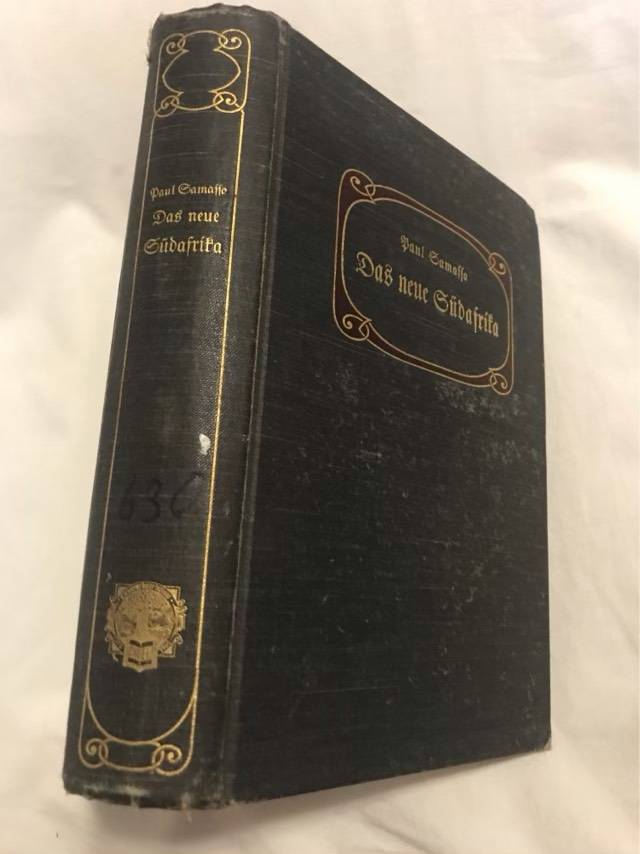 Paul Samassa
Das neue
Südafrika
636
Paul Samassa
Das neue Südafrika